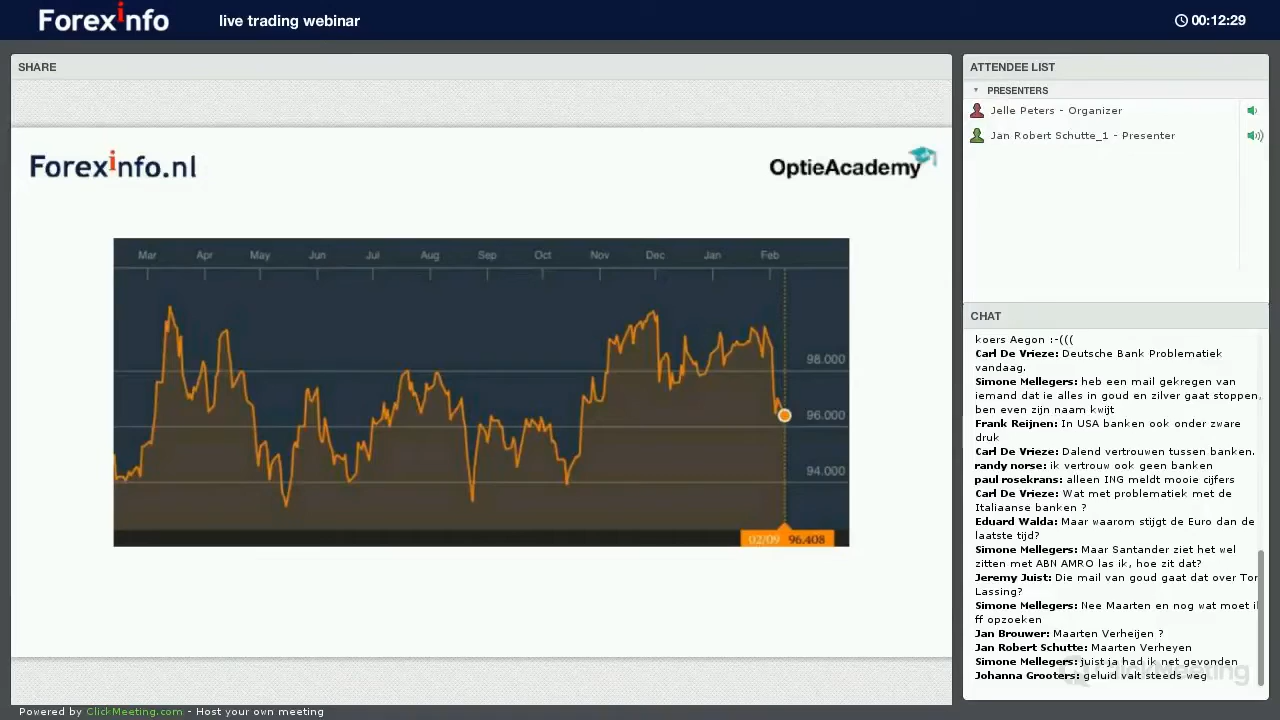 Forexinfo live trading webinar 00:12:29
SHARE
Forexinfo.nl
OptieAcademy
Mar Apr May Jun Jul Aug Sep Oct Nov Dec Jan Feb
98.000
96.000
94.000
02/09 96.408
ATTENDEE LIST
PRESENTERS
Jelle Peters - Organizer
Jan Robert Schutte_1 - Presenter
CHAT
koers Aegon :-(((
Carl De Vrieze: Deutsche Bank Problematiek
vandaag.
Simone Mellegers: heb een mail gekregen van
iemand dat ie alles in goud en zilver gaat stoppen,
ben even zijn naam kwijt
Frank Reijnen: In USA banken ook onder zware
druk
Carl De Vrieze: Dalend vertrouwen tussen banken.
randy norse: ik vertrouw ook geen banken
paul rosekrans: alleen ING meldt mooie cijfers
Carl De Vrieze: Wat met problematiek met de
Italiaanse banken ?
Eduard Walda: Maar waarom stijgt de Euro dan de
laatste tijd?
Simone Mellegers: Maar Santander ziet het wel
zitten met ABN AMRO las ik, hoe zit dat?
Jeremy Juist: Die mail van goud gaat dat over Tor
Lassing?
Simone Mellegers: Nee Maarten en nog wat moet i
ff opzoeken
Jan Brouwer: Maarten Verheijen ?
Jan Robert Schutte: Maarten Verheyen
Simone Mellegers: juist ja had ik net gevonden
Johanna Grooters: geluid valt steeds weg
ClickMeeting
Powered by ClickMeeting.com - Host your own meeting